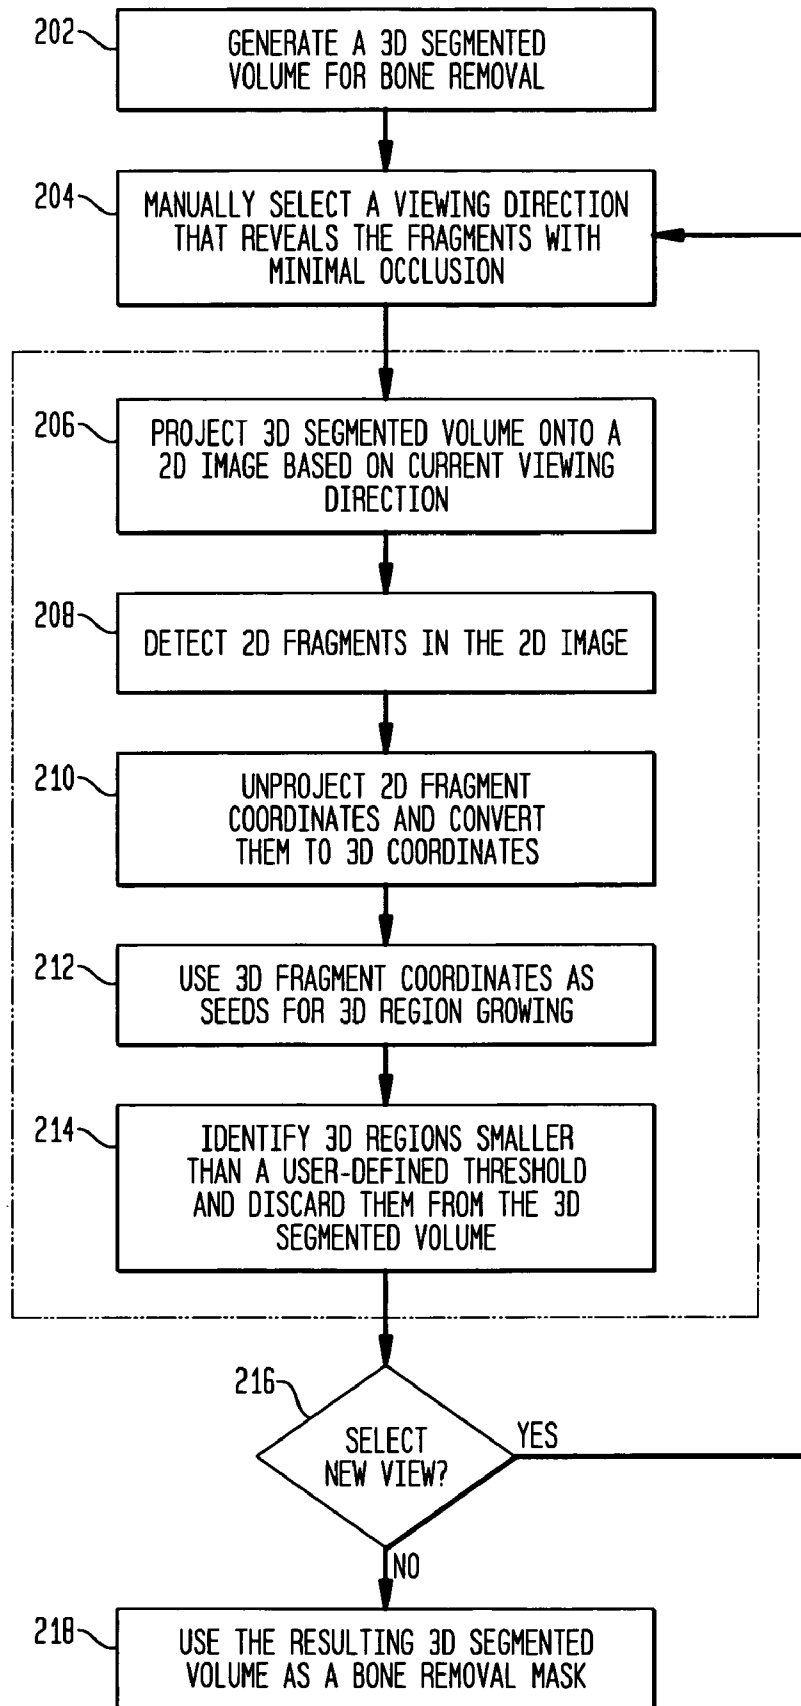 202
GENERATE A 3D SEGMENTED
VOLUME FOR BONE REMOVAL
204
MANUALLY SELECT A VIEWING DIRECTION
THAT REVEALS THE FRAGMENTS WITH
MINIMAL OCCLUSION
206
PROJECT 3D SEGMENTED VOLUME ONTO A
2D IMAGE BASED ON CURRENT VIEWING
DIRECTION
208
DETECT 2D FRAGMENTS IN THE 2D IMAGE
210
UNPROJECT 2D FRAGMENT
COORDINATES AND CONVERT
THEM TO 3D COORDINATES
212
USE 3D FRAGMENT COORDINATES AS
SEEDS FOR 3D REGION GROWING
214
IDENTIFY 3D REGIONS SMALLER
THAN A USER-DEFINED THRESHOLD
AND DISCARD THEM FROM THE 3D
SEGMENTED VOLUME
216
SELECT
NEW VIEW?
YES
NO
218
USE THE RESULTING 3D SEGMENTED
VOLUME AS A BONE REMOVAL MASK